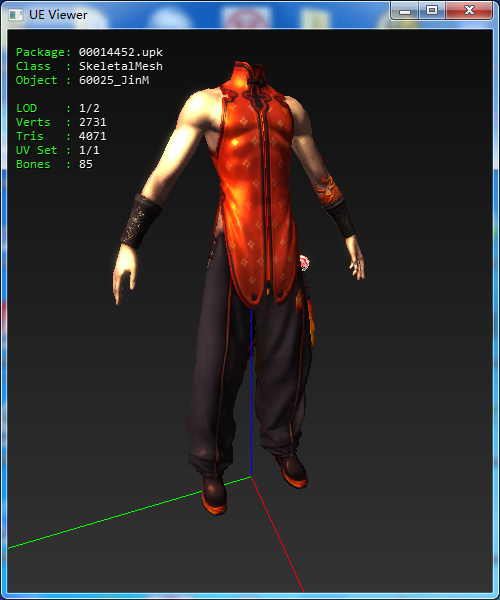 UE Viewer
Package: 00014452.upk
Class : SkeletalMesh
Object : 60025_JinM
LOD : 1/2
Verts : 2731
Tris : 4071
UV Set : 1/1
Bones : 85